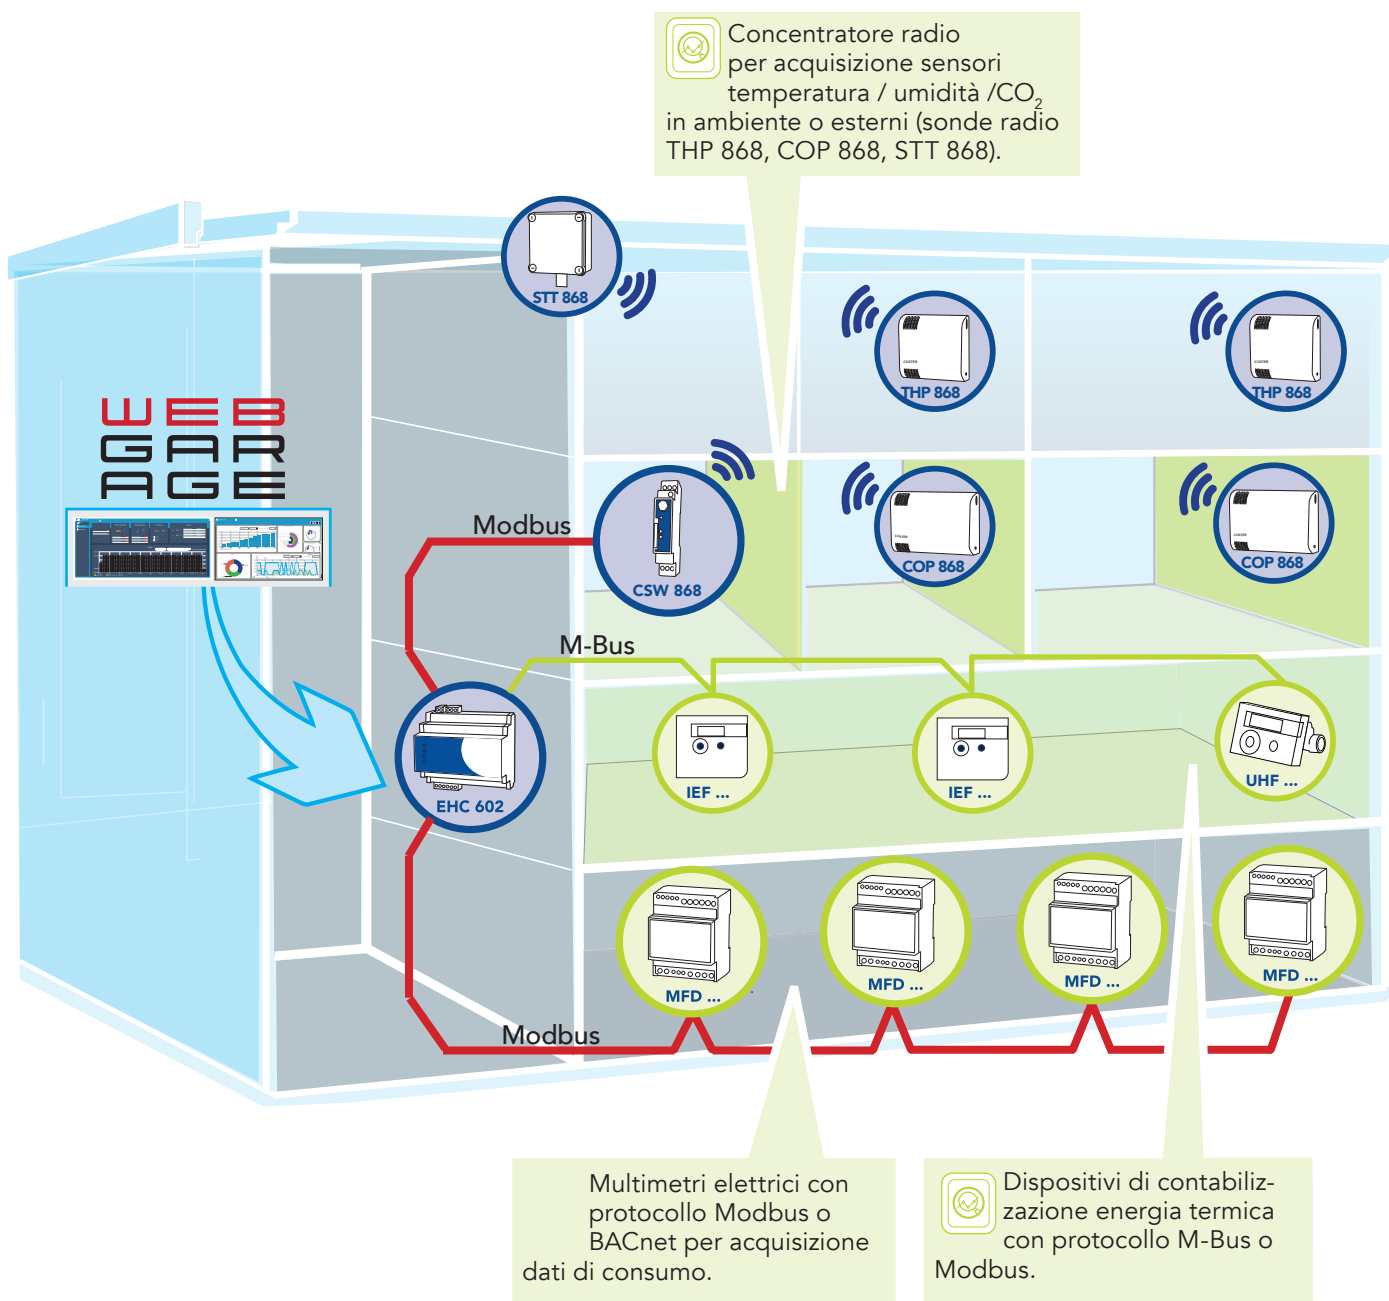 Concentratore radio
per acquisizione sensori
temperatura / umidità /CO2
in ambiente o esterni (sonde radio
THP 868, COP 868, STT 868).
STT 868
THP 868
THP 868
WEB
GAR
AGE
Modbus
CSW 868
COP 868
COP 868
M-Bus
EHC 602
IEF ...
IEF ...
UHF ...
MFD ...
MFD ...
MFD ...
MFD ...
Modbus
Multimetri elettrici con
protocollo Modbus o
BACnet per acquisizione
dati di consumo.
Dispositivi di contabiliz-
zazione energia termica
con protocollo M-Bus o
Modbus.